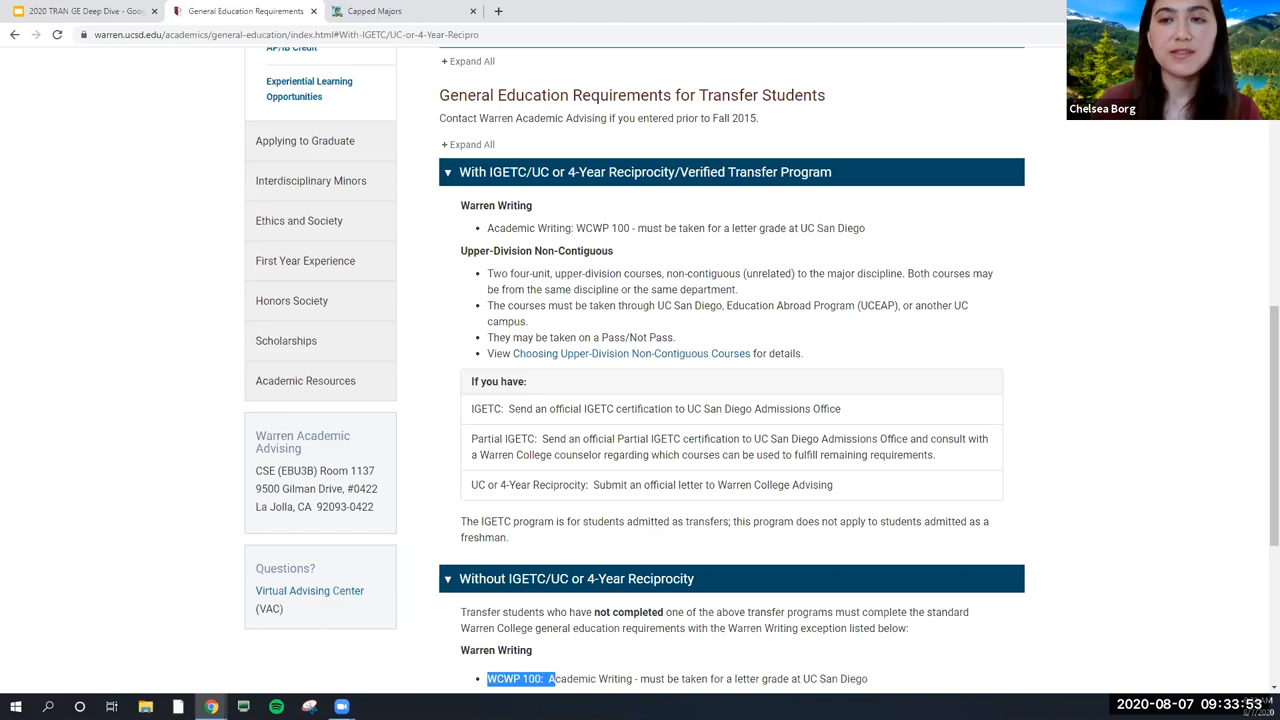 2020 TRAN GE Deep Dive - Goo
General Education Requirements
Capped Majors
warren.ucsd.edu/academics/general-education/index.html#With-IGETC/UC-or-4-Year-Recipro
AP/IB Credit
Experiential Learning
Opportunities
Applying to Graduate
Interdisciplinary Minors
Ethics and Society
First Year Experience
Honors Society
Scholarships
Academic Resources
Warren Academic
Advising
CSE (EBU3B) Room 1137
9500 Gilman Drive, #0422
La Jolla, CA 92093-0422
Questions?
Virtual Advising Center
(VAC)
+ Expand All
General Education Requirements for Transfer Students
Contact Warren Academic Advising if you entered prior to Fall 2015.
+ Expand All
With IGETC/UC or 4-Year Reciprocity/Verified Transfer Program
Warren Writing
• Academic Writing: WCWP 100 - must be taken for a letter grade at UC San Diego
Upper-Division Non-Contiguous
• Two four-unit, upper-division courses, non-contiguous (unrelated) to the major discipline. Both courses may
be from the same discipline or the same department.
• The courses must be taken through UC San Diego, Education Abroad Program (UCEAP), or another UC
campus.
• They may be taken on a Pass/Not Pass.
• View Choosing Upper-Division Non-Contiguous Courses for details.
If you have:
IGETC: Send an official IGETC certification to UC San Diego Admissions Office
Partial IGETC: Send an official Partial IGETC certification to UC San Diego Admissions Office and consult with
a Warren College counselor regarding which courses can be used to fulfill remaining requirements.
UC or 4-Year Reciprocity: Submit an official letter to Warren College Advising
The IGETC program is for students admitted as transfers; this program does not apply to students admitted as a
freshman.
Without IGETC/UC or 4-Year Reciprocity
Transfer students who have not completed one of the above transfer programs must complete the standard
Warren College general education requirements with the Warren Writing exception listed below:
Warren Writing
• WCWP 100: Academic Writing - must be taken for a letter grade at UC San Diego
Chelsea Borg
2020-08-07 09:33:53